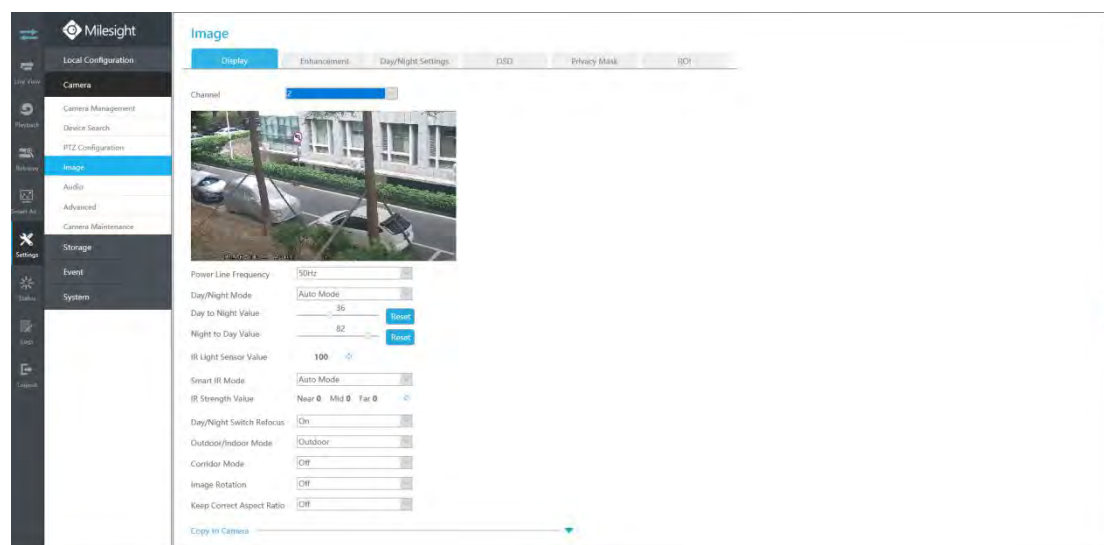 Milesight
Image
Local Configuration
Display Enhancement Day/Night Settings OSD Privacy Mask ROI
Live View
Camera
Channel 2
Camera Management
Playback
Device Search
PTZ Configuration
Retrieve
Image
Audio
Advanced
Camera Maintenance
Settings
Storage
Event
Power Line Frequency 50Hz
Status
System
Day/Night Mode Auto Mode
Day to Night Value 36 Reset
Night to Day Value 82 Reset
Logs
IR Light Sensor Value 100
Logout
Smart IR Mode Auto Mode
IR Strength Value Near 0 Mid 0 Far 0
Day/Night Switch Refocus On
Outdoor/Indoor Mode Outdoor
Corridor Mode Off
Image Rotation Off
Keep Correct Aspect Ratio Off
Copy to Camera